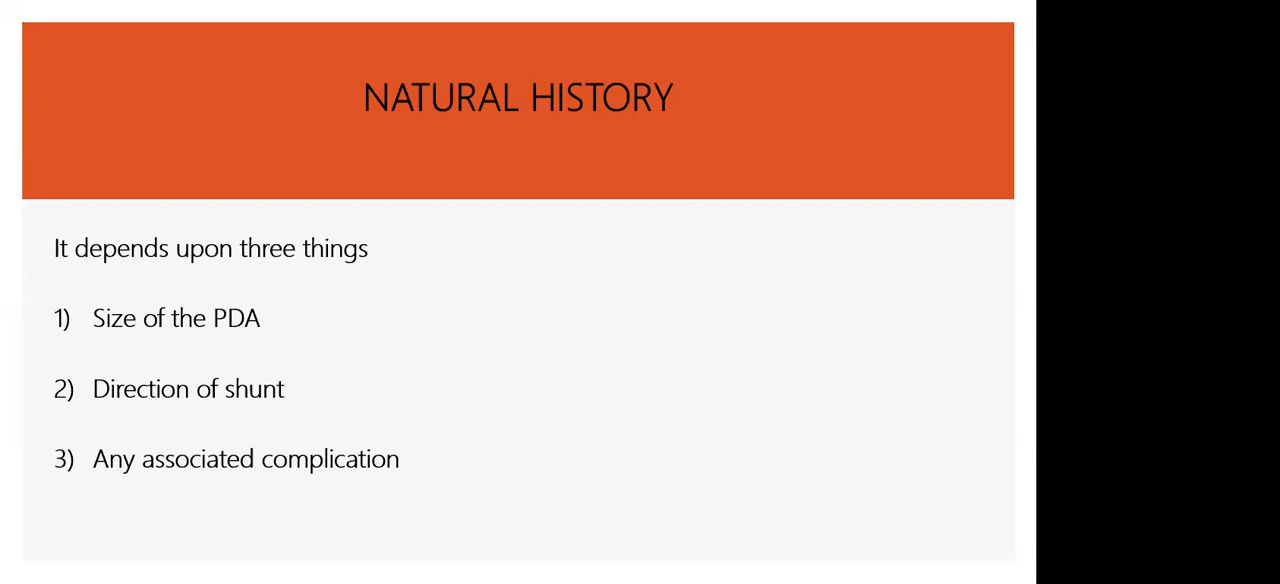 NATURAL HISTORY
It depends upon three things
1) Size of the PDA
2) Direction of shunt
3) Any associated complication